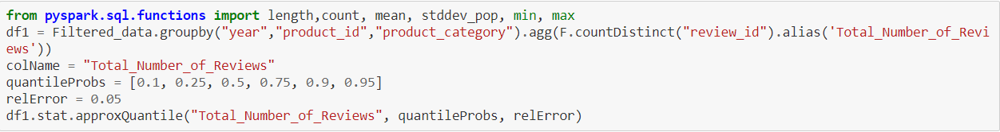 from pyspark.sql.functions import length,count, mean, stddev_pop, min, max
df1 = Filtered_data.groupby("year","product_id","product_category").agg(F.countDistinct("review_id").alias('Total_Number_of_Revi
ews'))
colName = "Total_Number_of_Reviews"
quantileProbs = [0.1, 0.25, 0.5, 0.75, 0.9, 0.95]
relError = 0.05
df1.stat.approxQuantile("Total_Number_of_Reviews", quantileProbs, relError)